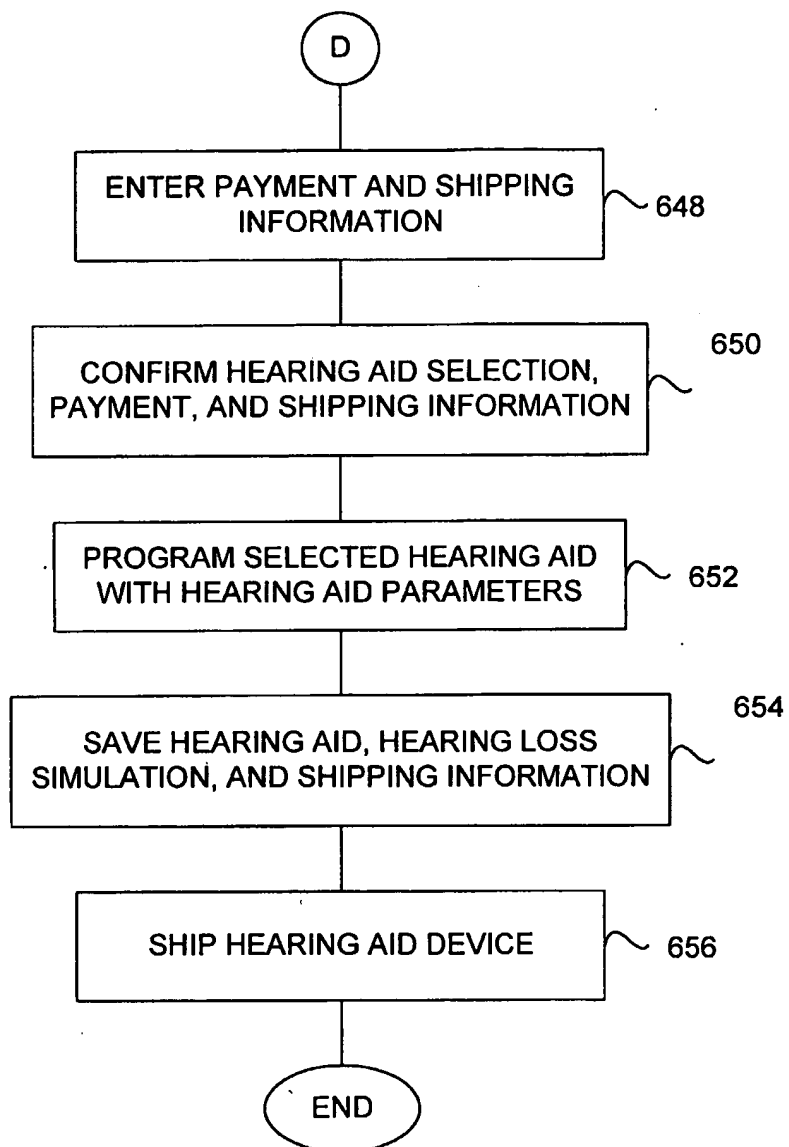 D
ENTER PAYMENT AND SHIPPING
INFORMATION
648
650
CONFIRM HEARING AID SELECTION,
PAYMENT, AND SHIPPING INFORMATION
PROGRAM SELECTED HEARING AID
WITH HEARING AID PARAMETERS
652
654
SAVE HEARING AID, HEARING LOSS
SIMULATION, AND SHIPPING INFORMATION
SHIP HEARING AID DEVICE
656
END